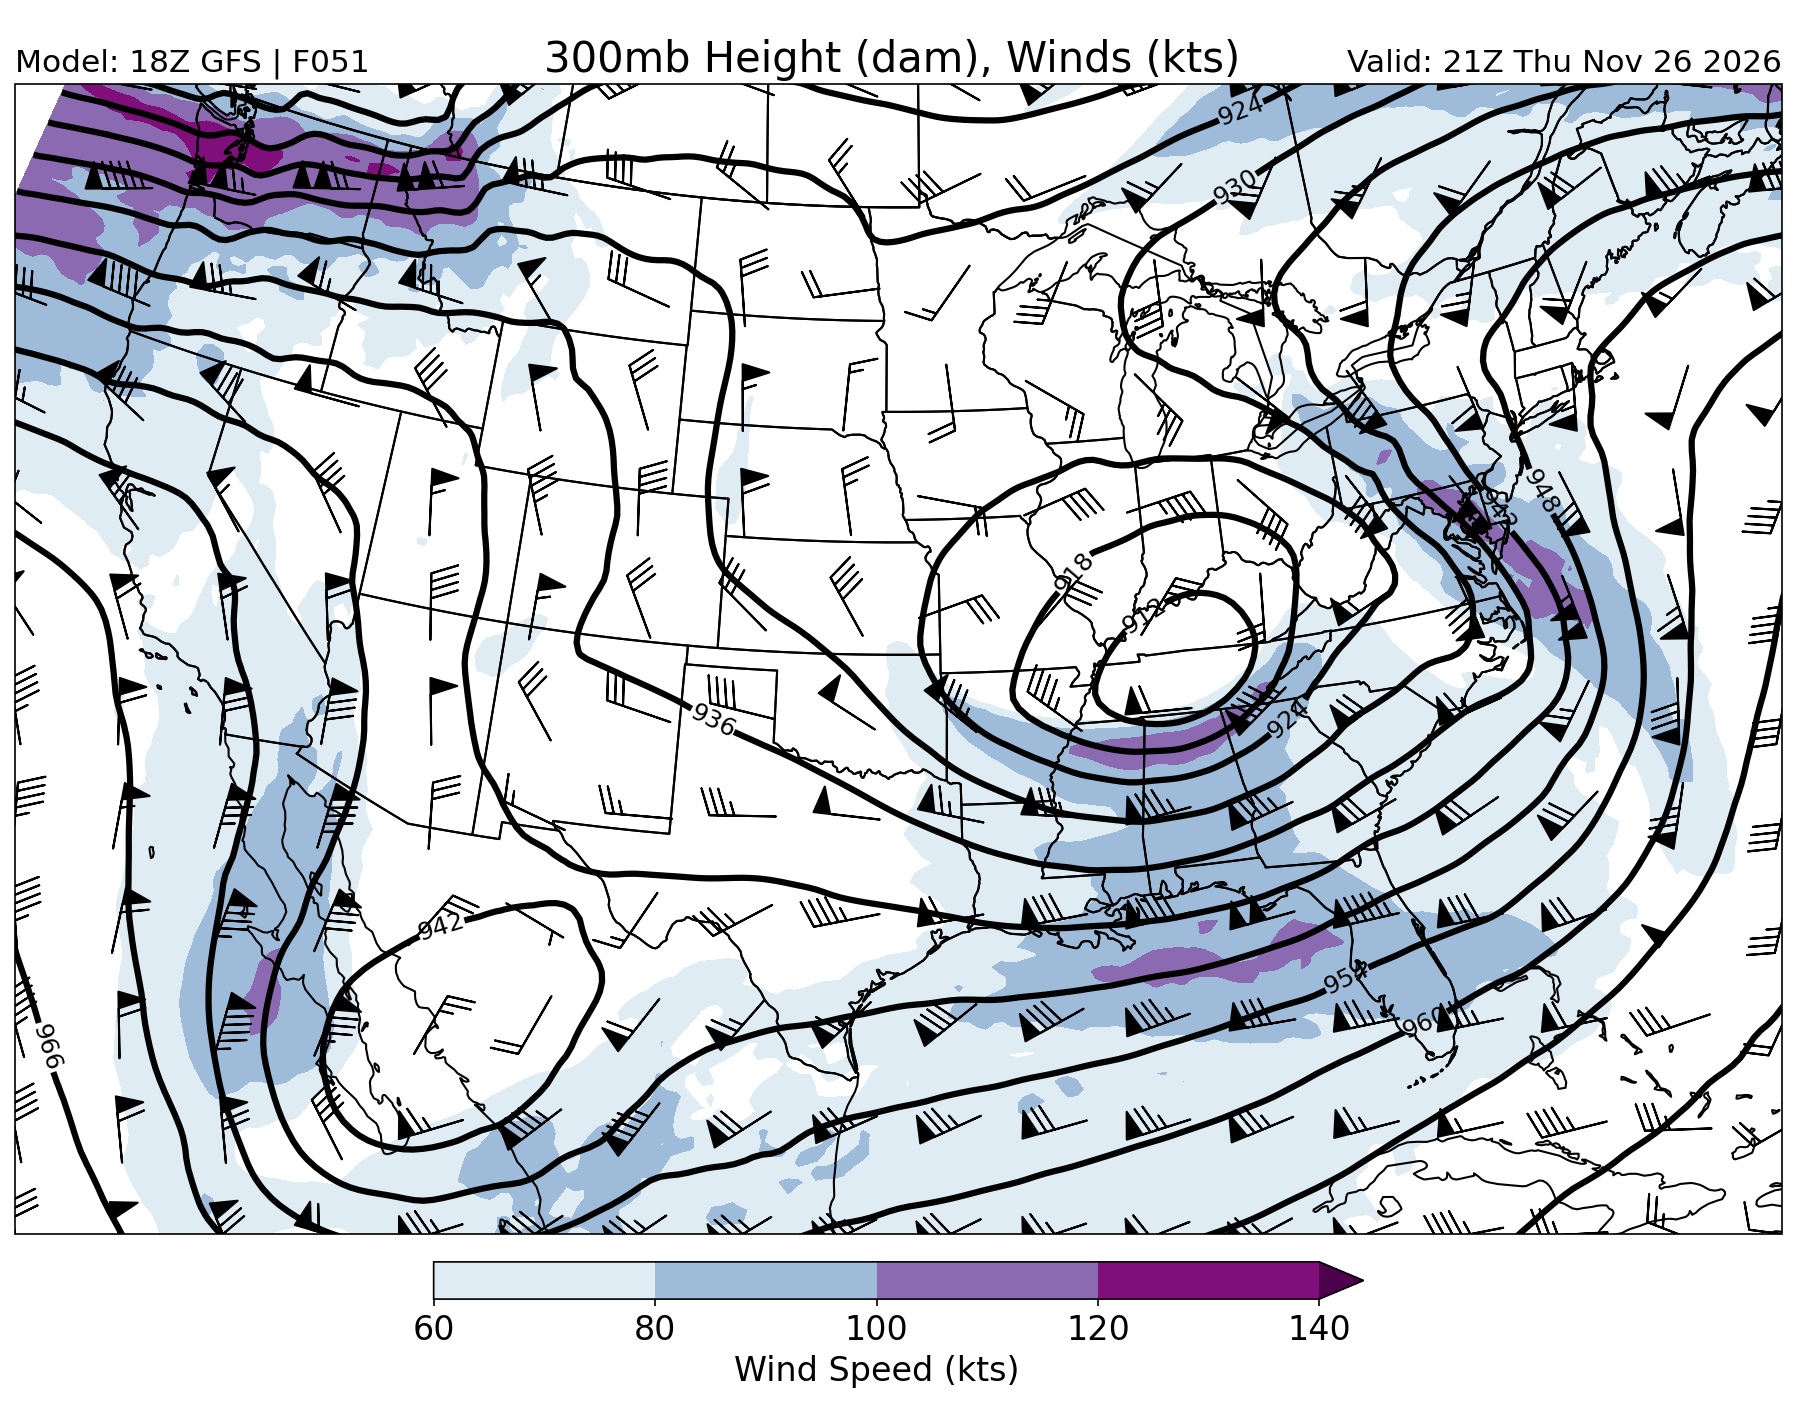 Model: 18Z GFS | F051
300mb Height (dam), Winds (kts)
Valid: 21Z Thu Nov 26 2026
924
930
948
942
918
912
936
924
942
954
960
966
60 80 100 120 140
Wind Speed (kts)